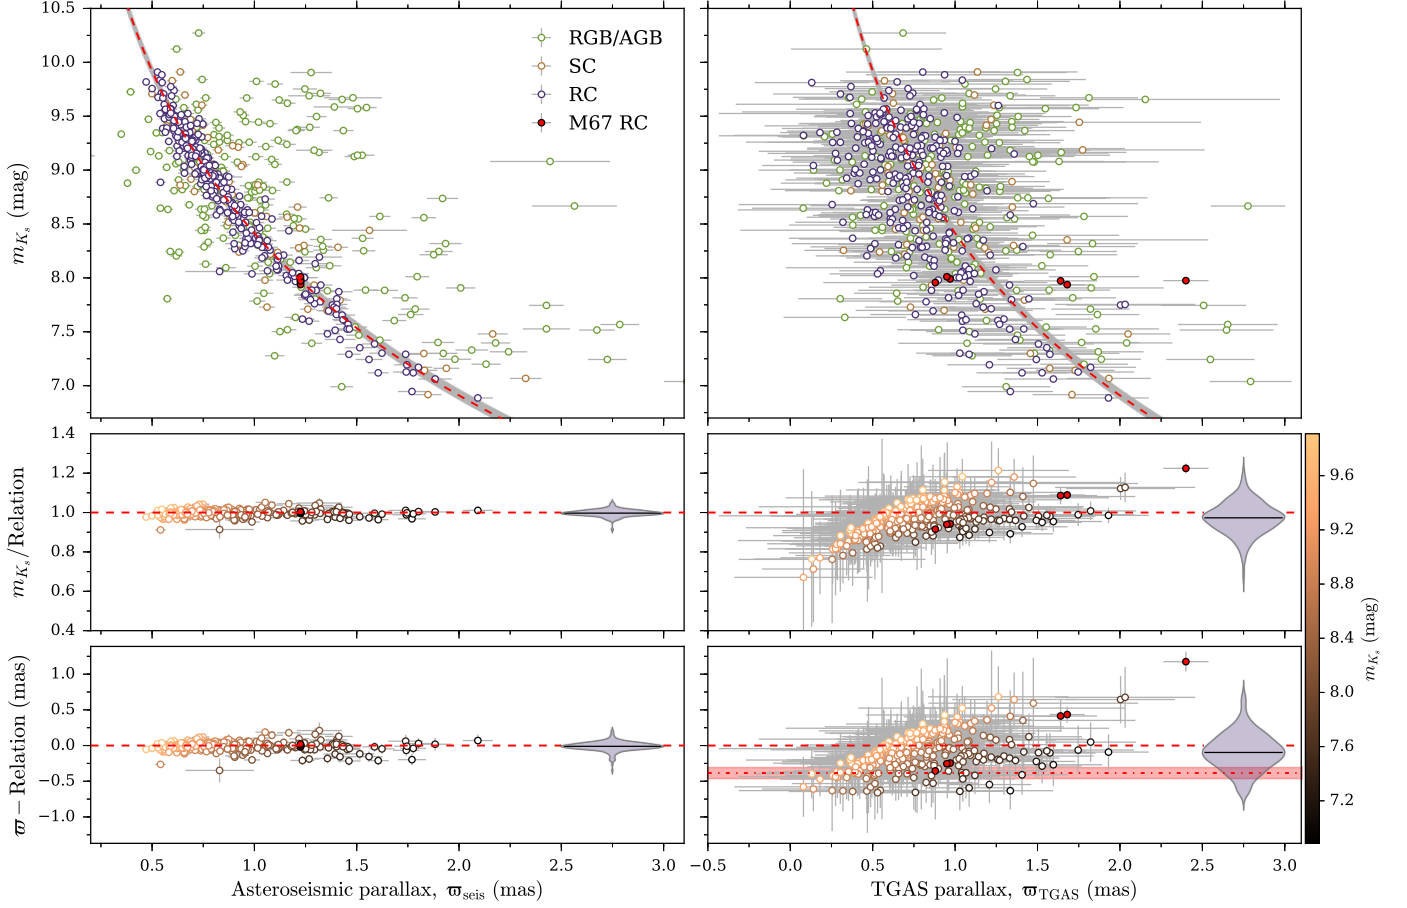 10.5
10.0
9.5
9.0
8.5
8.0
7.5
7.0
m_{K_s} (mag)
RGB/AGB
SC
RC
M67 RC
1.4
1.2
1.0
0.8
0.6
0.4
m_{K_s}/Relation
1.0
0.5
0.0
−0.5
−1.0
ϖ − Relation (mas)
0.5 1.0 1.5 2.0 2.5 3.0
Asteroseismic parallax, ϖ_{seis} (mas)
−0.5 0.0 0.5 1.0 1.5 2.0 2.5 3.0
TGAS parallax, ϖ_{TGAS} (mas)
9.6
9.2
8.8
8.4
8.0
7.6
7.2
m_{K_s} (mag)